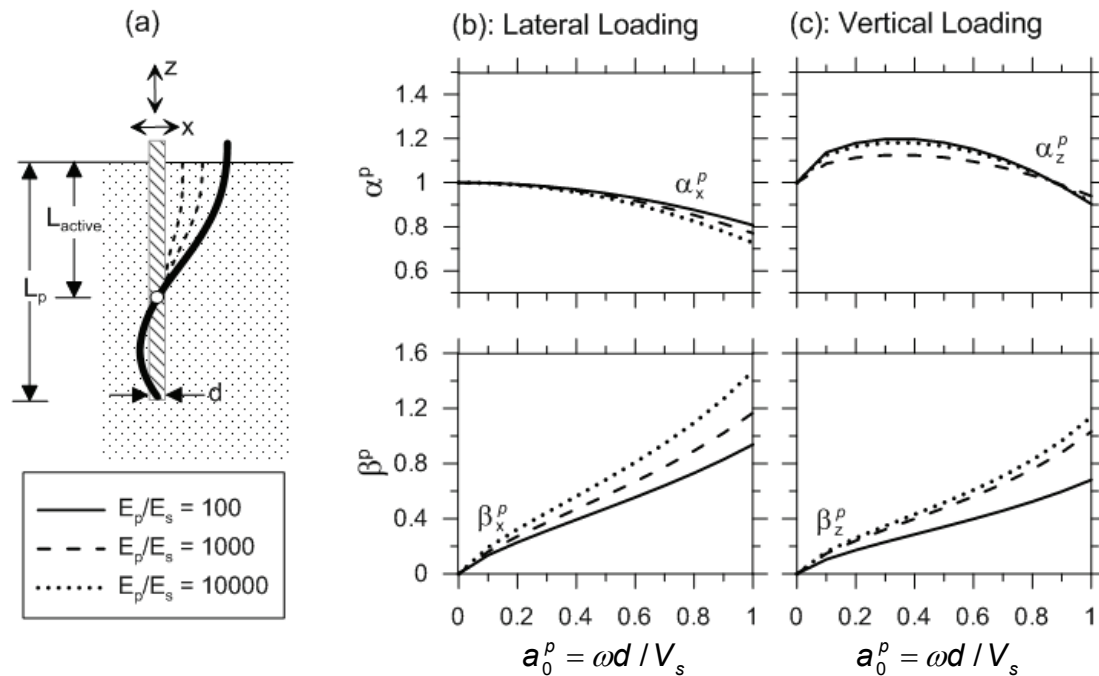 (a)
z
x
L_active
L_p
d
E_p/E_s = 100
E_p/E_s = 1000
E_p/E_s = 10000
(b): Lateral Loading
α^p
1.4
1.2
1
0.8
0.6
α_x^p
β^p
1.6
1.2
0.8
0.4
0
β_x^p
0 0.2 0.4 0.6 0.8 1
a_0^p = ωd / V_s
(c): Vertical Loading
α_z^p
β_z^p
0 0.2 0.4 0.6 0.8 1
a_0^p = ωd / V_s